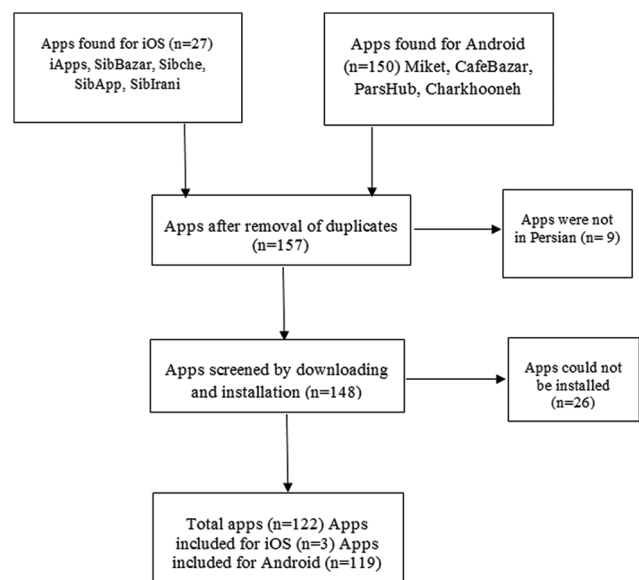 Apps found for iOS (n=27)
iApps, SibBazar, Sibche,
SibApp, SibIrani
Apps found for Android
(n=150) Miket, CafeBazar,
ParsHub, Charkhooneh
Apps after removal of duplicates
(n=157)
Apps were not
in Persian (n= 9)
Apps screened by downloading
and installation (n=148)
Apps could not
be installed
(n=26)
Total apps (n=122) Apps
included for iOS (n=3) Apps
included for Android (n=119)